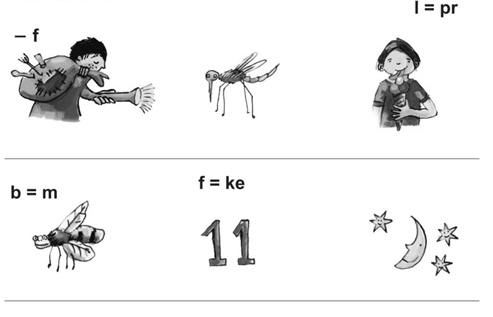 l = pr
– f
f = ke
b = m
11